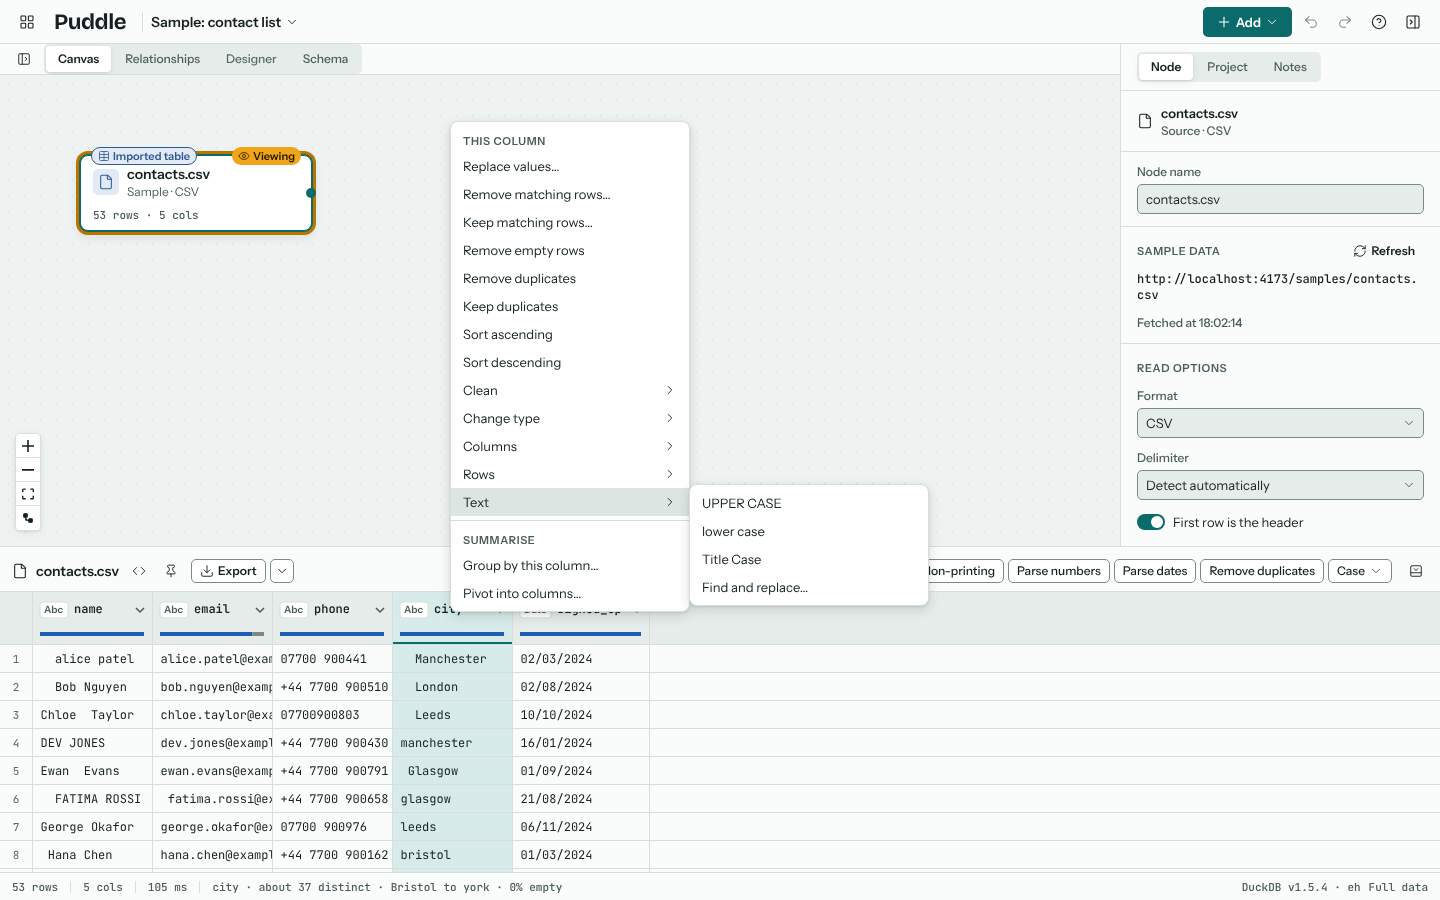 Puddle
Sample: contact list
Add
Canvas
Relationships
Designer
Schema
Node
Project
Notes
contacts.csv
Source · CSV
Node name
contacts.csv
SAMPLE DATA
Refresh
http://localhost:4173/samples/contacts.
csv
Fetched at 18:02:14
READ OPTIONS
Format
CSV
Delimiter
Detect automatically
First row is the header
Imported table
Viewing
contacts.csv
Sample · CSV
53 rows · 5 cols
THIS COLUMN
Replace values...
Remove matching rows...
Keep matching rows...
Remove empty rows
Remove duplicates
Keep duplicates
Sort ascending
Sort descending
Clean
Change type
Columns
Rows
Text
SUMMARISE
Group by this column...
Pivot into columns...
UPPER CASE
lower case
Title Case
Find and replace...
contacts.csv
Export
Non-printing
Parse numbers
Parse dates
Remove duplicates
Case
Abc name
Abc email
Abc phone
Abc city
1 alice patel alice.patel@exam 07700 900441 Manchester 02/03/2024
2 Bob Nguyen bob.nguyen@examp +44 7700 900510 London 02/08/2024
3 Chloe  Taylor chloe.taylor@exa 07700900803 Leeds 10/10/2024
4 DEV JONES dev.jones@exampl +44 7700 900430 manchester 16/01/2024
5 Ewan  Evans ewan.evans@examp +44 7700 900791 Glasgow 01/09/2024
6 FATIMA ROSSI fatima.rossi@ex +44 7700 900658 glasgow 21/08/2024
7 George Okafor george.okafor@ex 07700 900976 leeds 06/11/2024
8 Hana Chen hana.chen@exampl +44 7700 900162 bristol 01/03/2024
53 rows
5 cols
105 ms
city · about 37 distinct · Bristol to york · 0% empty
DuckDB v1.5.4 · eh Full data